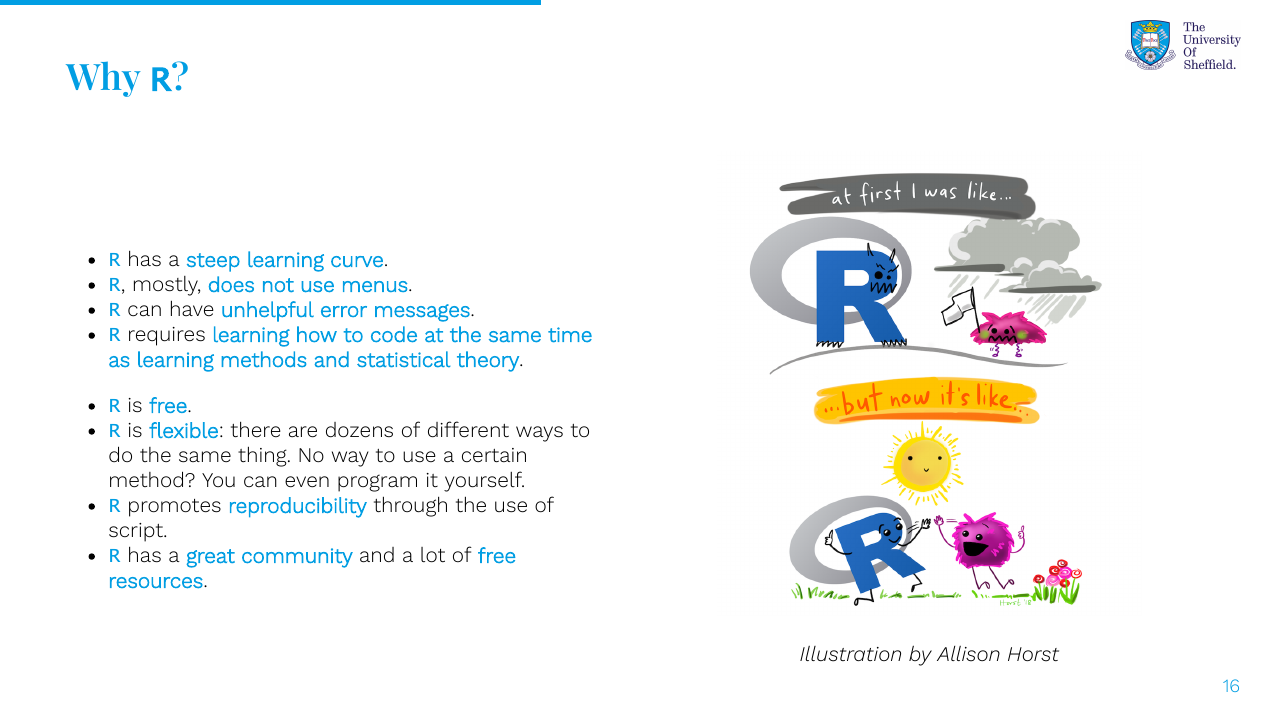 The
University
Of
Sheffield.
Why R?
R has a steep learning curve.
R, mostly, does not use menus.
R can have unhelpful error messages.
R requires learning how to code at the same time
as learning methods and statistical theory.
R is free.
R is flexible: there are dozens of different ways to
do the same thing. No way to use a certain
method? You can even program it yourself.
R promotes reproducibility through the use of
script.
R has a great community and a lot of free
resources.
at first I was like...
R
...but now it's like...
R
Horst '18
Illustration by Allison Horst
16